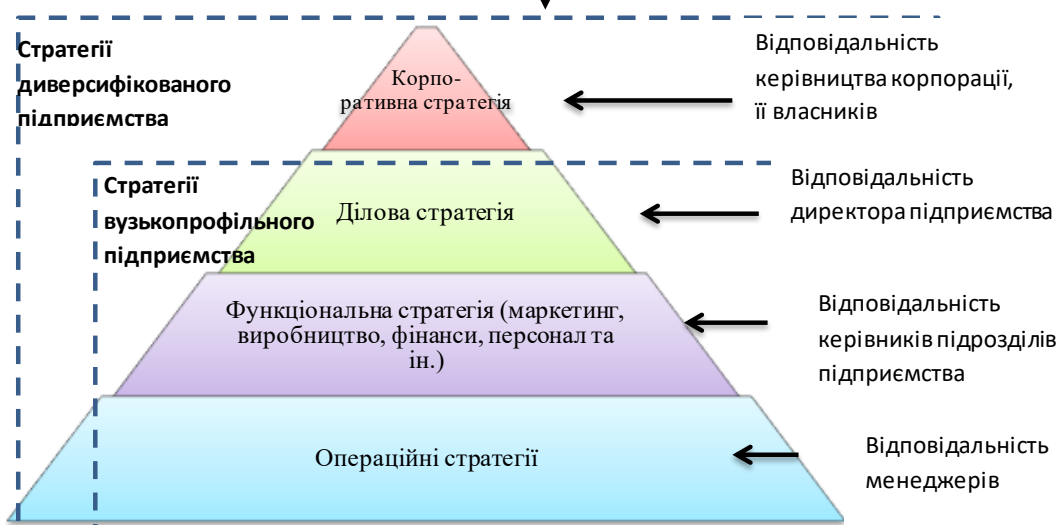 Стратегії
диверсифікованого
підприємства
Корпо-
ративна стратегія
Відповідальність
керівництва корпорації,
її власників
Стратегії
вузькопрофільного
підприємства
Ділова стратегія
Відповідальність
директора підприємства
Функціональна стратегія (маркетинг,
виробництво, фінанси, персонал та
ін.)
Відповідальність
керівників підрозділів
підприємства
Операційні стратегії
Відповідальність
менеджерів